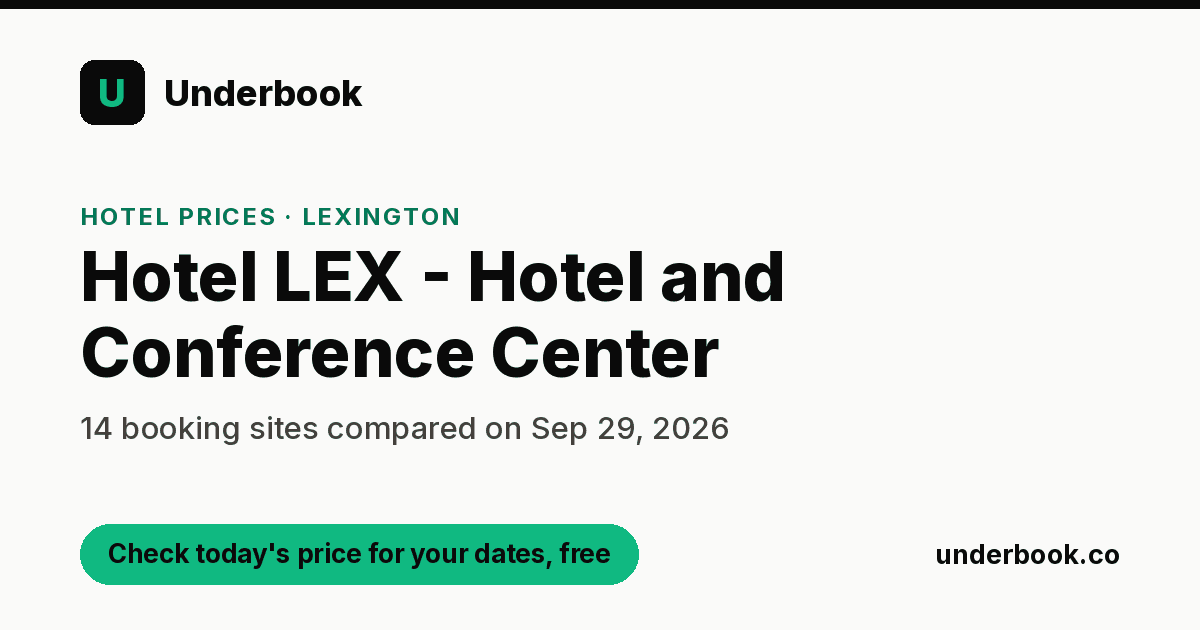 U Underbook
HOTEL PRICES · LEXINGTON
Hotel LEX - Hotel and
Conference Center
14 booking sites compared on Sep 29, 2026
Check today's price for your dates, free
underbook.co